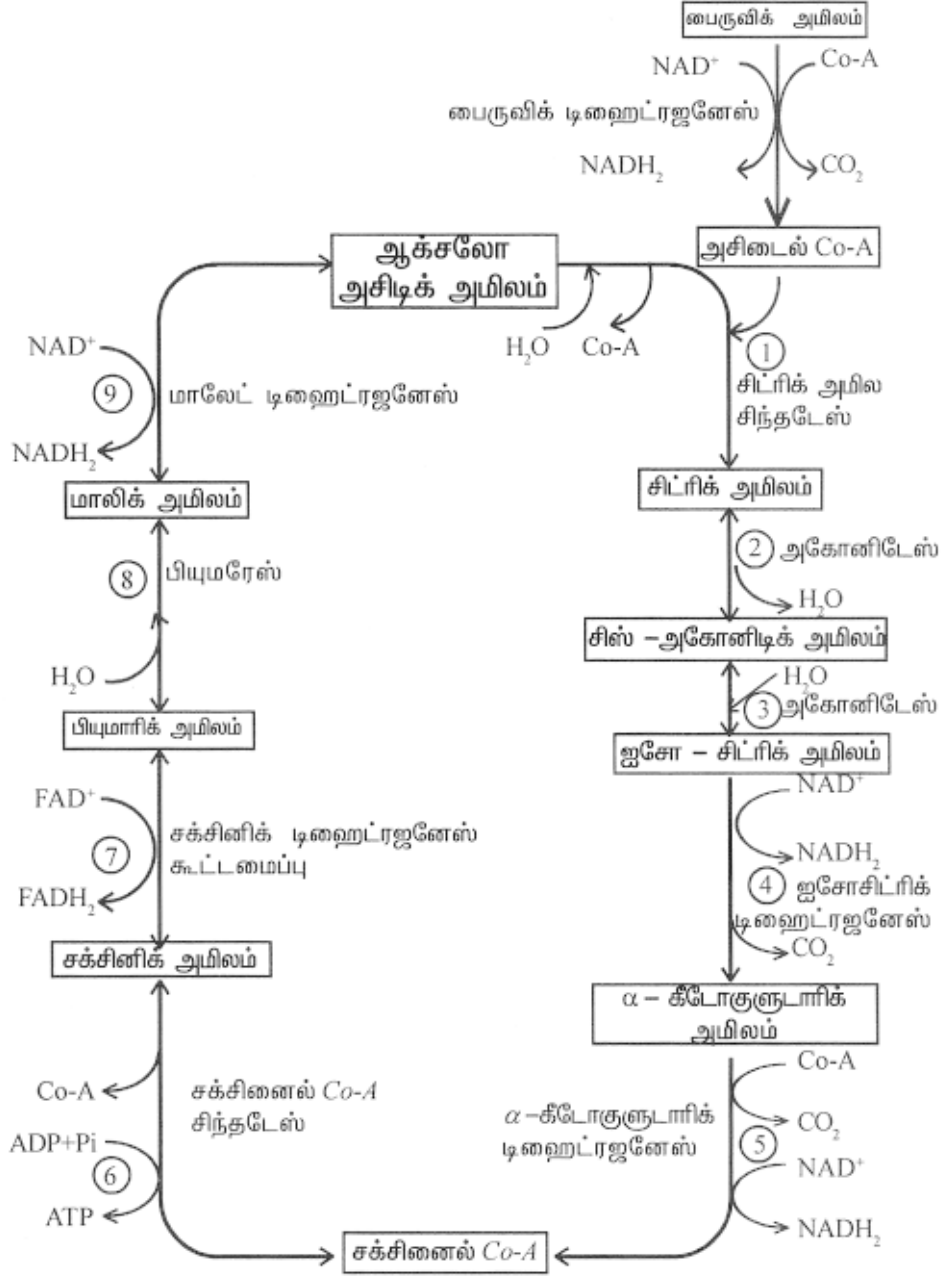 பைருவிக் அமிலம்
NAD⁺
Co-A
பைருவிக் டிஹைட்ரஜனேஸ்
NADH₂
CO₂
அசிடைல் Co-A
ஆக்சலோ
அசிடிக் அமிலம்
H₂O
Co-A
1
சிட்ரிக் அமில
சிந்தடேஸ்
சிட்ரிக் அமிலம்
2 அகோனிடேஸ்
H₂O
சிஸ் –அகோனிடிக் அமிலம்
H₂O
3 அகோனிடேஸ்
ஐசோ – சிட்ரிக் அமிலம்
NAD⁺
NADH₂
4 ஐசோசிட்ரிக்
டிஹைட்ரஜனேஸ்
CO₂
α – கீடோகுளுடாரிக்
அமிலம்
Co-A
CO₂
α –கீடோகுளுடாரிக்
டிஹைட்ரஜனேஸ்
5
NAD⁺
NADH₂
சக்சினைல் Co-A
சக்சினைல் Co-A
சிந்தடேஸ்
Co-A
ADP+Pi
6
ATP
சக்சினிக் அமிலம்
FAD⁺
7
சக்சினிக் டிஹைட்ரஜனேஸ்
கூட்டமைப்பு
FADH₂
பியுமாரிக் அமிலம்
H₂O
8 பியுமரேஸ்
மாலிக் அமிலம்
NAD⁺
9 மாலேட் டிஹைட்ரஜனேஸ்
NADH₂